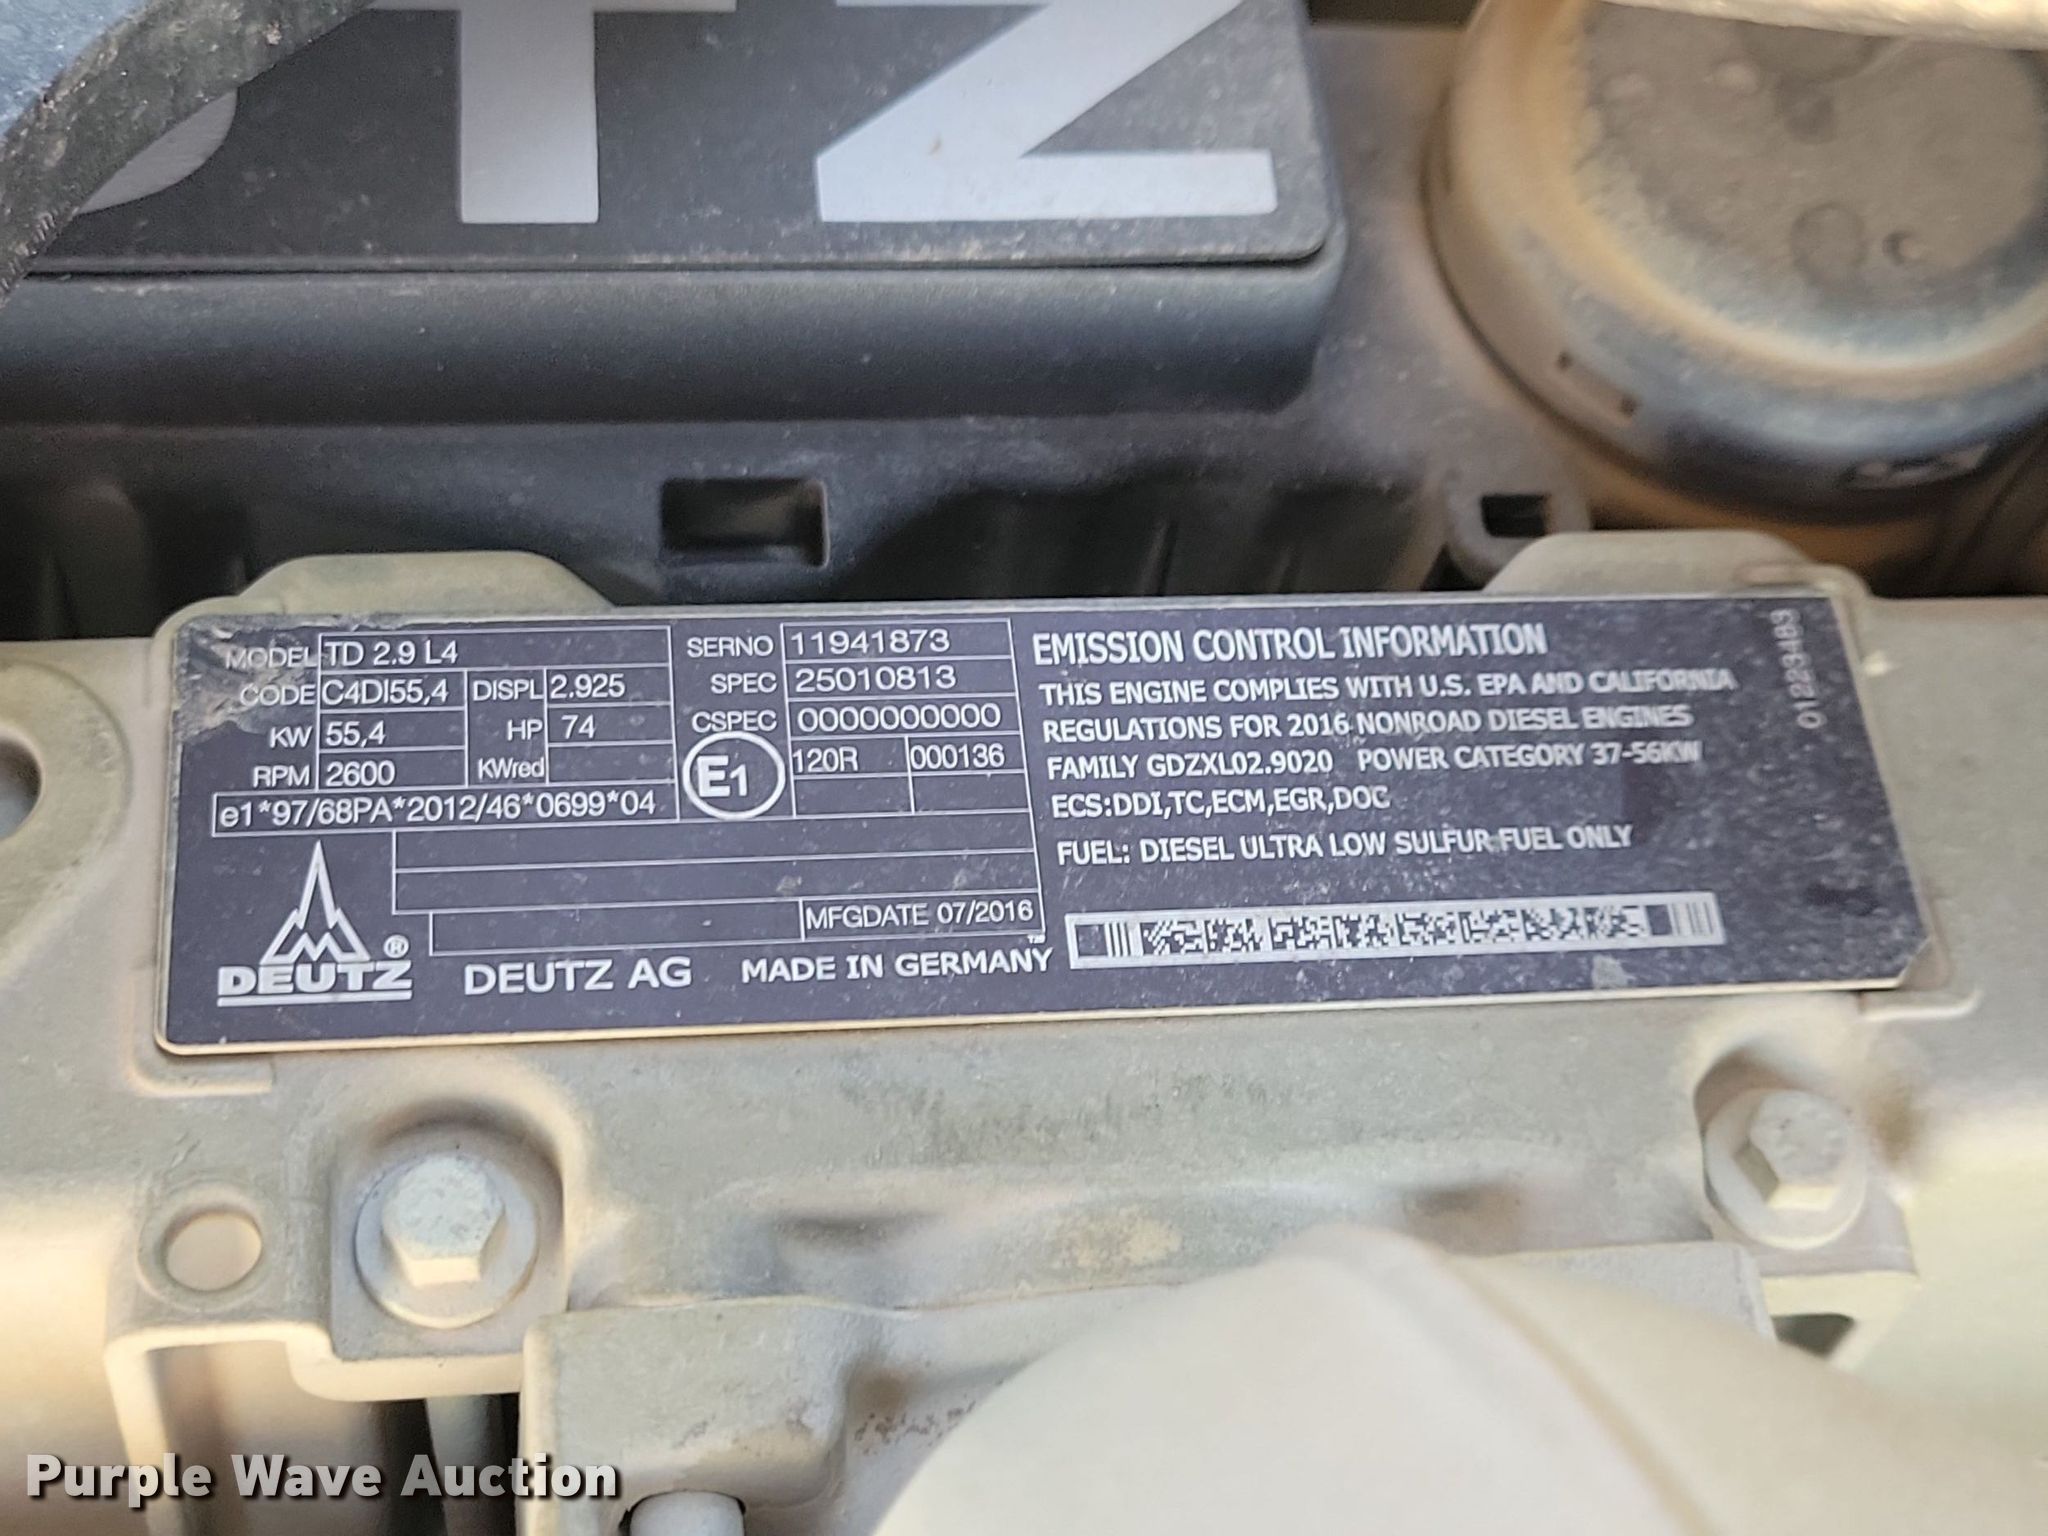 TZ
MODEL TD 2.9 L4
CODE C4DI55,4 DISPL 2.925
KW 55,4 HP 74
RPM 2600 KWred
e1*97/68PA*2012/46*0699*04
SERNO 11941873
SPEC 25010813
CSPEC 0000000000
E1 120R 000136
MFGDATE 07/2016
DEUTZ ®
DEUTZ AG MADE IN GERMANY
EMISSION CONTROL INFORMATION
THIS ENGINE COMPLIES WITH U.S. EPA AND CALIFORNIA
REGULATIONS FOR 2016 NONROAD DIESEL ENGINES
FAMILY GDZXL02.9020 POWER CATEGORY 37-56KW
ECS:DDI,TC,ECM,EGR,DOC
FUEL: DIESEL ULTRA LOW SULFUR FUEL ONLY
01223483
Purple Wave Auction